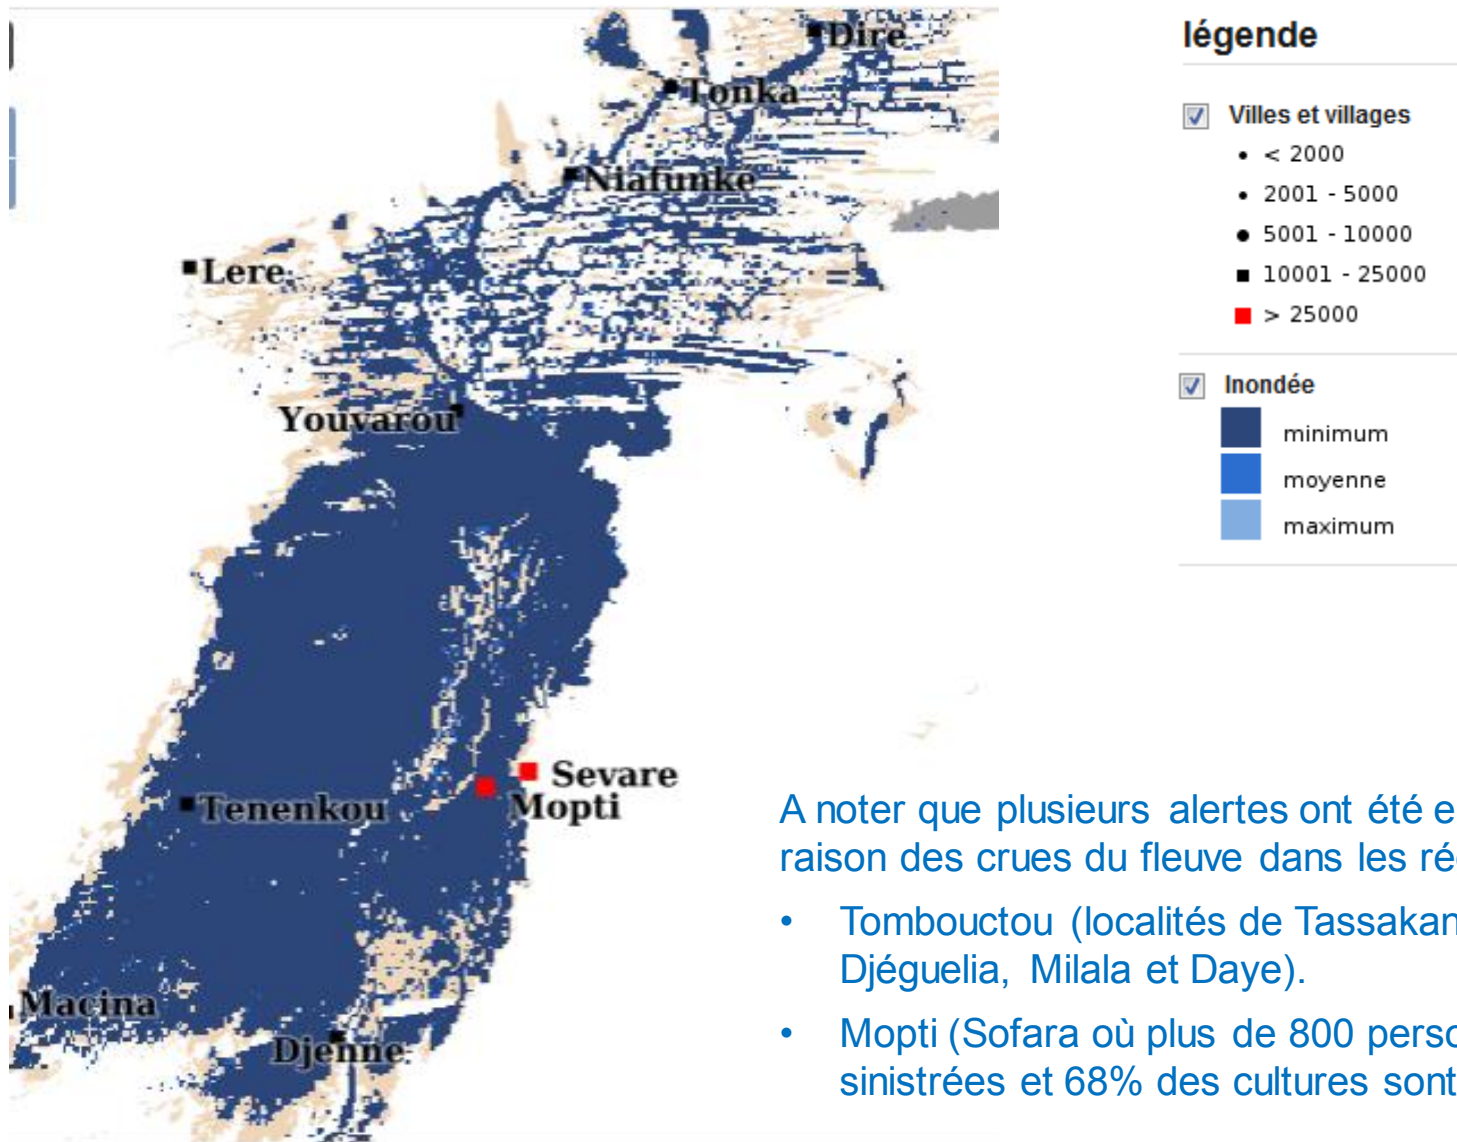 Dire
Tonka
Niafunke
Lere
Youvarou
Sevare
Mopti
Tenenkou
Macina
Djenne
légende
Villes et villages
< 2000
2001 - 5000
5001 - 10000
10001 - 25000
> 25000
Inondée
minimum
moyenne
maximum
A noter que plusieurs alertes ont été
raison des crues du fleuve dans les
• Tombouctou (localités de Tassakan
Djéguelia, Milala et Daye).
• Mopti (Sofara où plus de 800
sinistrées et 68% des cultures sont